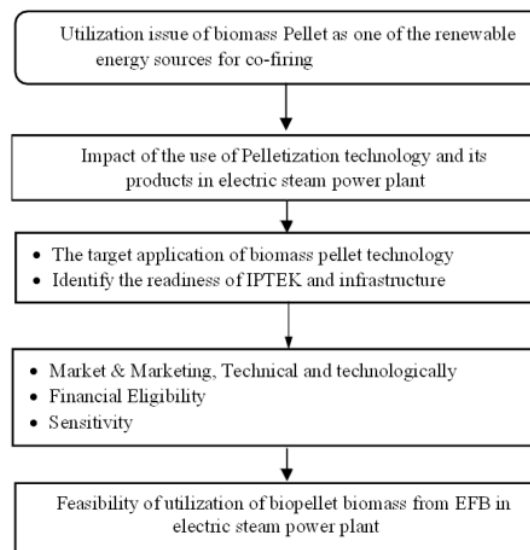 Utilization issue of biomass Pellet as one of the renewable
energy sources for co-firing
Impact of the use of Pelletization technology and its
products in electric steam power plant
• The target application of biomass pellet technology
• Identify the readiness of IPTEK and infrastructure
• Market & Marketing, Technical and technologically
• Financial Eligibility
• Sensitivity
Feasibility of utilization of biopellet biomass from EFB in
electric steam power plant